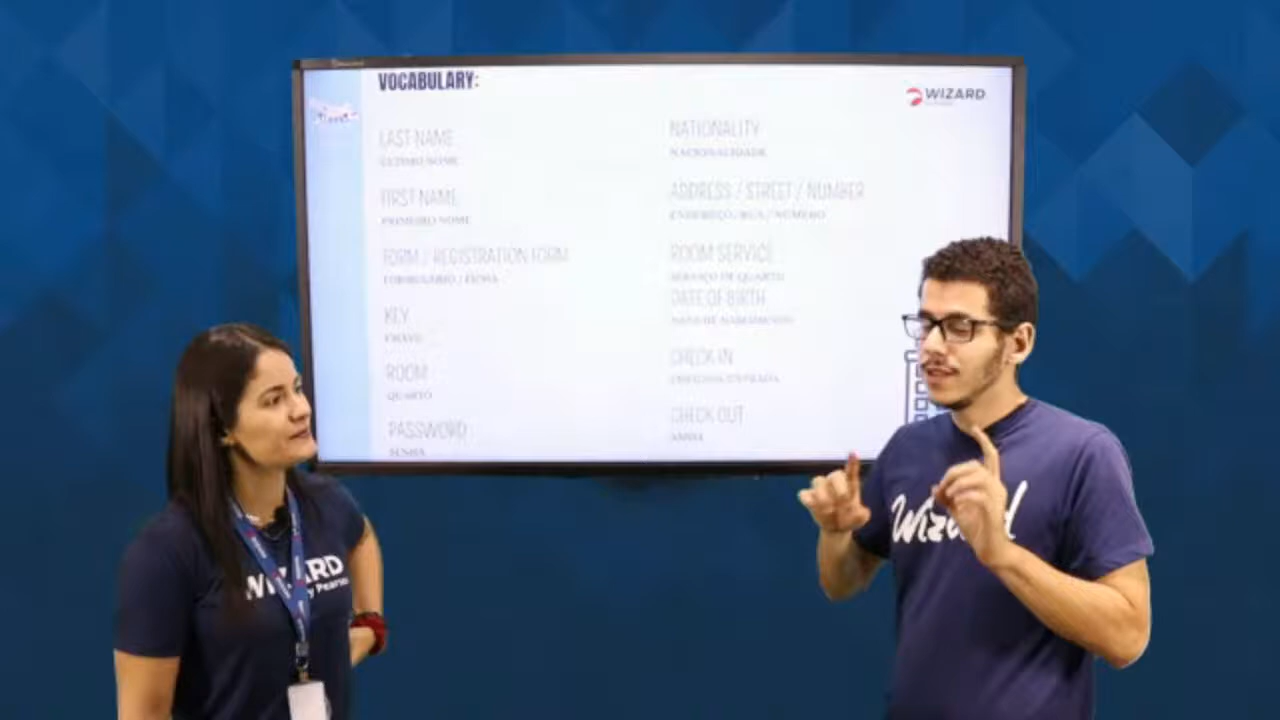 VOCABULARY:
WIZARD
LAST NAME
ÚLTIMO NOME
FIRST NAME
PRIMEIRO NOME
FORM / REGISTRATION FORM
FORMULÁRIO / FICHA
KEY
CHAVE
ROOM
QUARTO
PASSWORD
SENHA
NATIONALITY
NACIONALIDADE
ADDRESS / STREET / NUMBER
ENDEREÇO / RUA / NÚMERO
ROOM SERVICE
SERVIÇO DE QUARTO
DATE OF BIRTH
DATA DE NASCIMENTO
CHECK IN
CHECK OUT
WIZARD
by Pearson
Wizard